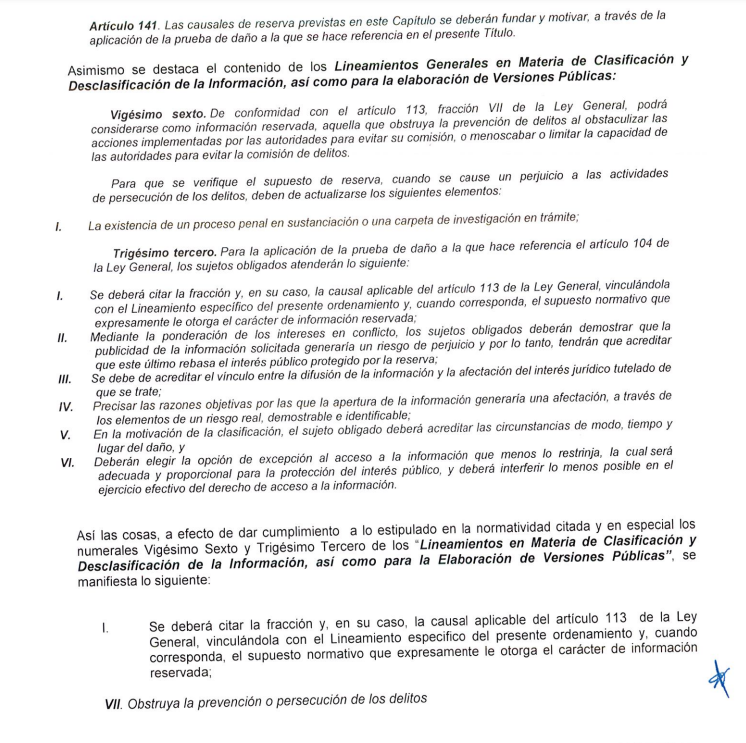 Artículo 141. Las causales de reserva previstas en este Capítulo se deberán fundar y motivar, a través de la
aplicación de la prueba de daño a la que se hace referencia en el presente Título.
Asimismo se destaca el contenido de los Lineamientos Generales en Materia de Clasificación y
Desclasificación de la Información, así como para la elaboración de Versiones Públicas:
Vigésimo sexto. De conformidad con el artículo 113, fracción VII de la Ley General, podrá
considerarse como información reservada, aquella que obstruya la prevención de delitos al obstaculizar las
acciones implementadas por las autoridades para evitar su comisión, o menoscabar o limitar la capacidad de
las autoridades para evitar la comisión de delitos.
Para que se verifique el supuesto de reserva, cuando se cause un perjuicio a las actividades
de persecución de los delitos, deben de actualizarse los siguientes elementos:
I. La existencia de un proceso penal en sustanciación o una carpeta de investigación en trámite;
Trigésimo tercero. Para la aplicación de la prueba de daño a la que hace referencia el artículo 104 de
la Ley General, los sujetos obligados atenderán lo siguiente:
I. Se deberá citar la fracción y, en su caso, la causal aplicable del artículo 113 de la Ley General, vinculándola
con el Lineamiento específico del presente ordenamiento y, cuando corresponda, el supuesto normativo que
expresamente le otorga el carácter de información reservada;
II. Mediante la ponderación de los intereses en conflicto, los sujetos obligados deberán demostrar que la
publicidad de la información solicitada generaría un riesgo de perjuicio y por lo tanto, tendrán que acreditar
que este último rebasa el interés público protegido por la reserva;
III. Se debe de acreditar el vínculo entre la difusión de la información y la afectación del interés jurídico tutelado de
que se trate;
IV. Precisar las razones objetivas por las que la apertura de la información generaría una afectación, a través de
los elementos de un riesgo real, demostrable e identificable;
V. En la motivación de la clasificación, el sujeto obligado deberá acreditar las circunstancias de modo, tiempo y
lugar del daño, y
VI. Deberán elegir la opción de excepción al acceso a la información que menos lo restrinja, la cual será
adecuada y proporcional para la protección del interés público, y deberá interferir lo menos posible en el
ejercicio efectivo del derecho de acceso a la información.
Así las cosas, a efecto de dar cumplimiento a lo estipulado en la normatividad citada y en especial los
numerales Vigésimo Sexto y Trigésimo Tercero de los “Lineamientos en Materia de Clasificación y
Desclasificación de la Información, así como para la Elaboración de Versiones Públicas”, se
manifiesta lo siguiente:
I. Se deberá citar la fracción y, en su caso, la causal aplicable del artículo 113 de la Ley
General, vinculándola con el Lineamiento especifico del presente ordenamiento y, cuando
corresponda, el supuesto normativo que expresamente le otorga el carácter de información
reservada;
VII. Obstruya la prevención o persecución de los delitos